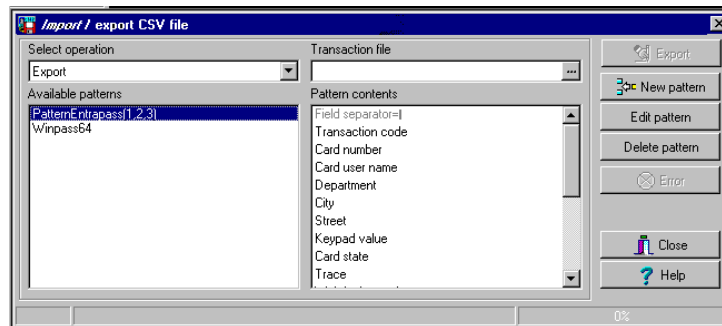 Import / export CSV file
Select operation
Transaction file
Export
Export
...
New pattern
Available patterns
Pattern contents
PatternEntrapass(1,2,3)
Winpass64
Field separator=|
Transaction code
Card number
Card user name
Department
City
Street
Keypad value
Card state
Trace
Edit pattern
Delete pattern
Error
Close
Help
0%